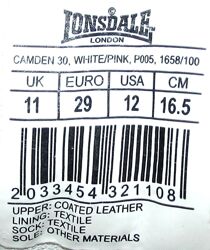 LONSDALE
LONDON
CAMDEN 30, WHITE/PINK, P005, 1658/100
UK EURO USA CM
11 29 12 16.5
2 033454 321108
UPPER: COATED LEATHER
LINING: TEXTILE
SOCK: TEXTILE
SOLE: OTHER MATERIALS